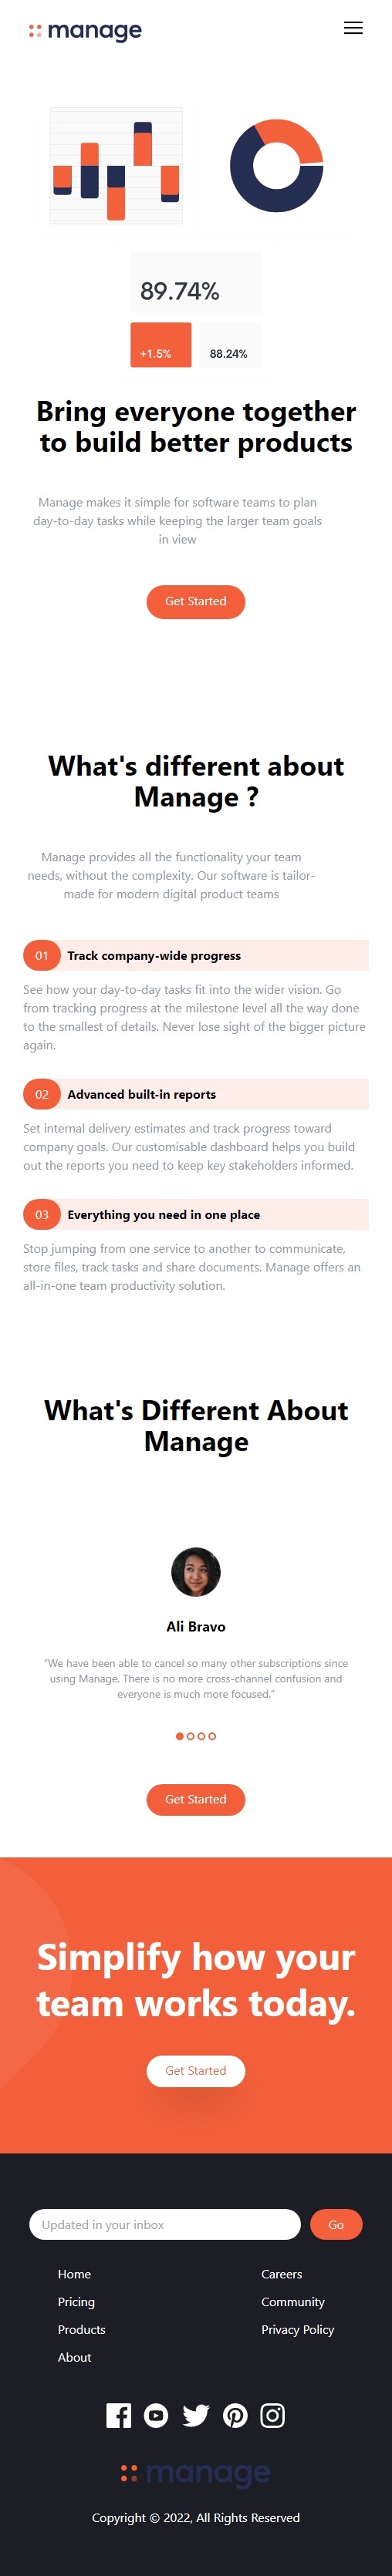 manage
89.74%
+1.5%
88.24%
Bring everyone together
to build better products
Manage makes it simple for software teams to plan
day-to-day tasks while keeping the larger team goals
in view
Get Started
What's different about
Manage ?
Manage provides all the functionality your team
needs, without the complexity. Our software is tailor-
made for modern digital product teams
01 Track company-wide progress
See how your day-to-day tasks fit into the wider vision. Go
from tracking progress at the milestone level all the way done
to the smallest of details. Never lose sight of the bigger picture
again.
02 Advanced built-in reports
Set internal delivery estimates and track progress toward
company goals. Our customisable dashboard helps you build
out the reports you need to keep key stakeholders informed.
03 Everything you need in one place
Stop jumping from one service to another to communicate,
store files, track tasks and share documents. Manage offers an
all-in-one team productivity solution.
What's Different About
Manage
Ali Bravo
“We have been able to cancel so many other subscriptions since
using Manage. There is no more cross-channel confusion and
everyone is much more focused.”
Get Started
Simplify how your
team works today.
Get Started
Updated in your inbox
Go
Home
Pricing
Products
About
Careers
Community
Privacy Policy
manage
Copyright © 2022, All Rights Reserved